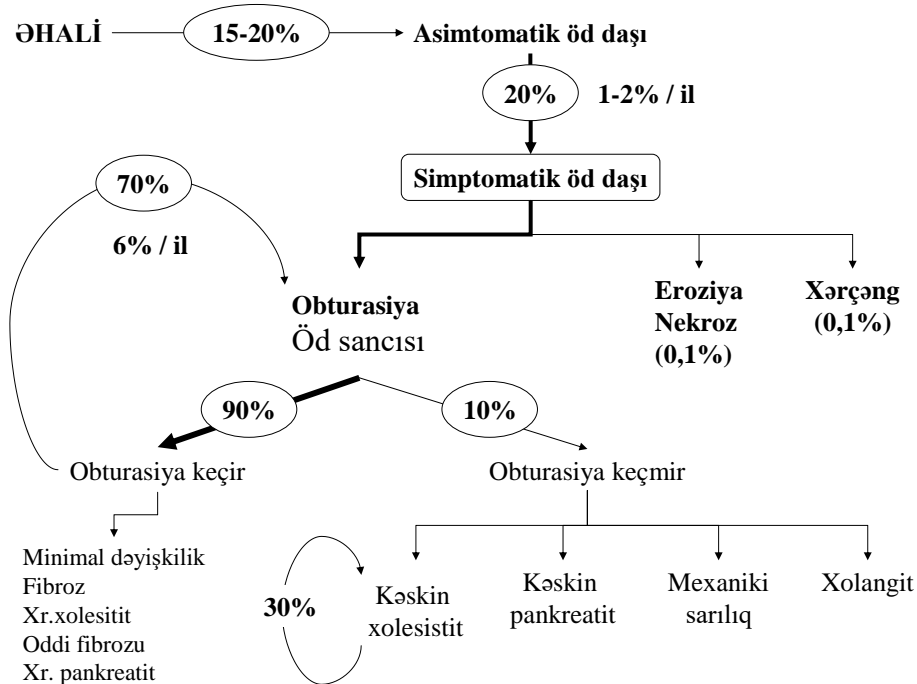 ƏHALİ
15-20%
Asimtomatik öd daşı
20%
1-2% / il
Simptomatik öd daşı
70%
6% / il
Obturasiya
Öd sancısı
Eroziya
Nekroz
(0,1%)
Xərçəng
(0,1%)
90%
10%
Obturasiya keçir
Obturasiya keçmir
Minimal dəyişkilik
Fibroz
Xr.xolesitit
Oddi fibrozu
Xr. pankreatit
30%
Kəskin
xolesistit
Kəskin
pankreatit
Mexaniki
sarılıq
Xolangit